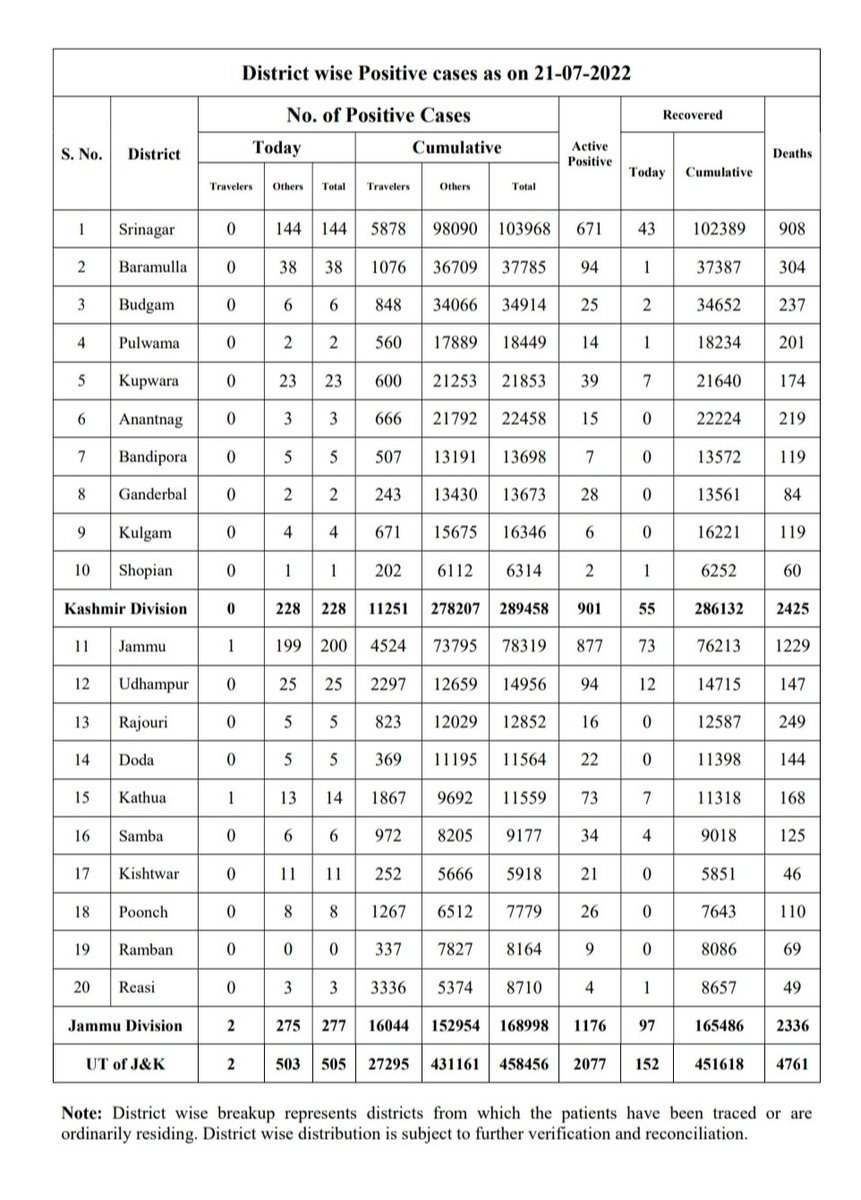 District wise Positive cases as on 21-07-2022
S. No. District No. of Positive Cases Active Positive Recovered Deaths
Today Cumulative Today Cumulative
Travelers Others Total Travelers Others Total
1 Srinagar 0 144 144 5878 98090 103968 671 43 102389 908
2 Baramulla 0 38 38 1076 36709 37785 94 1 37387 304
3 Budgam 0 6 6 848 34066 34914 25 2 34652 237
4 Pulwama 0 2 2 560 17889 18449 14 1 18234 201
5 Kupwara 0 23 23 600 21253 21853 39 7 21640 174
6 Anantnag 0 3 3 666 21792 22458 15 0 22224 219
7 Bandipora 0 5 5 507 13191 13698 7 0 13572 119
8 Ganderbal 0 2 2 243 13430 13673 28 0 13561 84
9 Kulgam 0 4 4 671 15675 16346 6 0 16221 119
10 Shopian 0 1 1 202 6112 6314 2 1 6252 60
Kashmir Division 0 228 228 11251 278207 289458 901 55 286132 2425
11 Jammu 1 199 200 4524 73795 78319 877 73 76213 1229
12 Udhampur 0 25 25 2297 12659 14956 94 12 14715 147
13 Rajouri 0 5 5 823 12029 12852 16 0 12587 249
14 Doda 0 5 5 369 11195 11564 22 0 11398 144
15 Kathua 1 13 14 1867 9692 11559 73 7 11318 168
16 Samba 0 6 6 972 8205 9177 34 4 9018 125
17 Kishtwar 0 11 11 252 5666 5918 21 0 5851 46
18 Poonch 0 8 8 1267 6512 7779 26 0 7643 110
19 Ramban 0 0 0 337 7827 8164 9 0 8086 69
20 Reasi 0 3 3 3336 5374 8710 4 1 8657 49
Jammu Division 2 275 277 16044 152954 168998 1176 97 165486 2336
UT of J&K 2 503 505 27295 431161 458456 2077 152 451618 4761
Note: District wise breakup represents districts from which the patients have been traced or are
ordinarily residing. District wise distribution is subject to further verification and reconciliation.